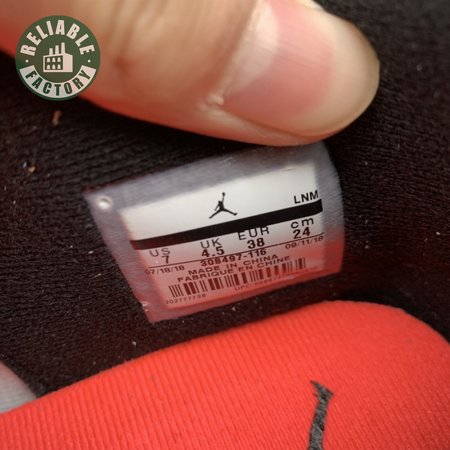 RELIABLE
FACTORY
LNM
US UK EUR cm
7 4.5 38 24
07/18/18 308497-116 09/11/18
MADE IN CHINA
FABRIQUE EN CHINE